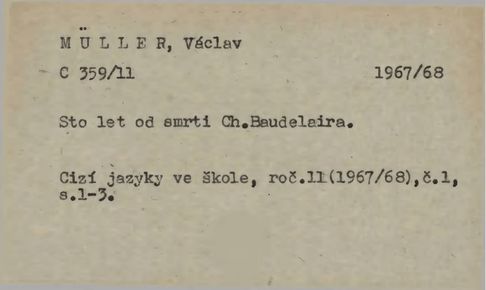 M Ü L L E R, Václav
C 359/11 1967/68
Sto let od smrti Ch.Baudelaira.
Cizí jazyky ve škole, roč.11(1967/68),č.1,
s.1-3.